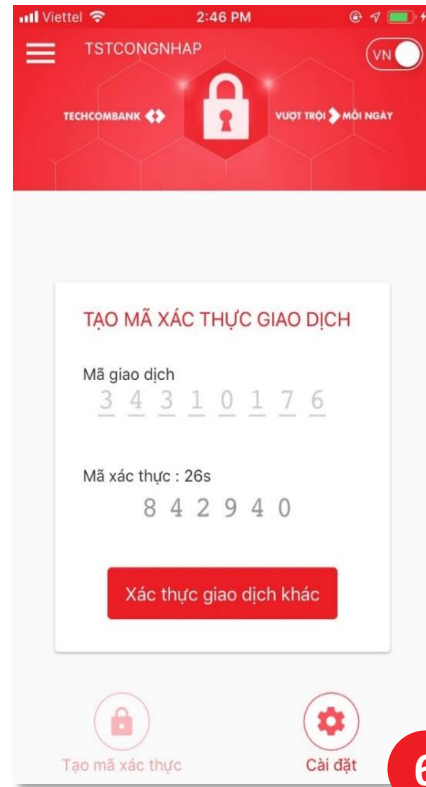 Viettel 2:46 PM
TSTCONGNHAP
VN
TECHCOMBANK
VƯỢT TRỘI MỖI NGÀY
TẠO MÃ XÁC THỰC GIAO DỊCH
Mã giao dịch
3 4 3 1 0 1 7 6
Mã xác thực : 26s
8 4 2 9 4 0
Xác thực giao dịch khác
Tạo mã xác thực
Cài đặt
6